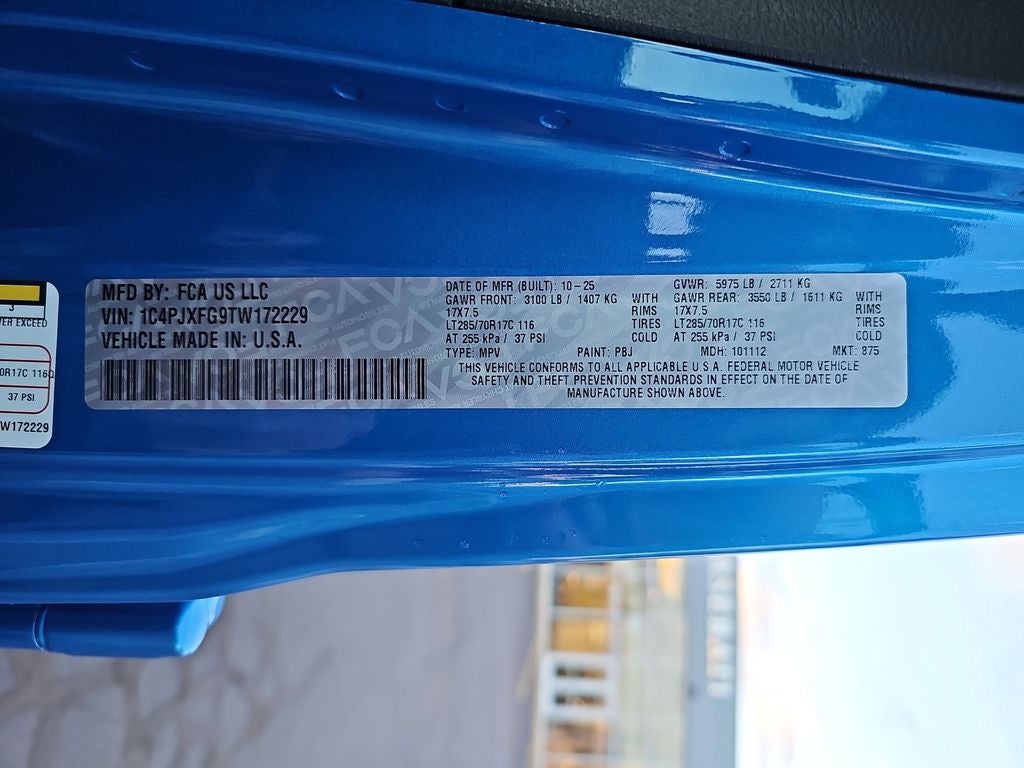 3
VER EXCEED
0R17C 116Q
37 PSI
W172229
MFD BY: FCA US LLC
VIN: 1C4PJXFG9TW172229
VEHICLE MADE IN: U.S.A.
DATE OF MFR (BUILT): 10-25 GVWR: 5975 LB / 2711 KG
GAWR FRONT: 3100 LB / 1407 KG WITH GAWR REAR: 3550 LB / 1611 KG WITH
17X7.5 RIMS 17X7.5 RIMS
LT285/70R17C 116 TIRES LT285/70R17C 116 TIRES
AT 255 kPa / 37 PSI COLD AT 255 kPa / 37 PSI COLD
TYPE: MPV PAINT: PBJ MDH: 101112 MKT: 875
THIS VEHICLE CONFORMS TO ALL APPLICABLE U.S.A. FEDERAL MOTOR VEHICLE
SAFETY AND THEFT PREVENTION STANDARDS IN EFFECT ON THE DATE OF
MANUFACTURE SHOWN ABOVE.